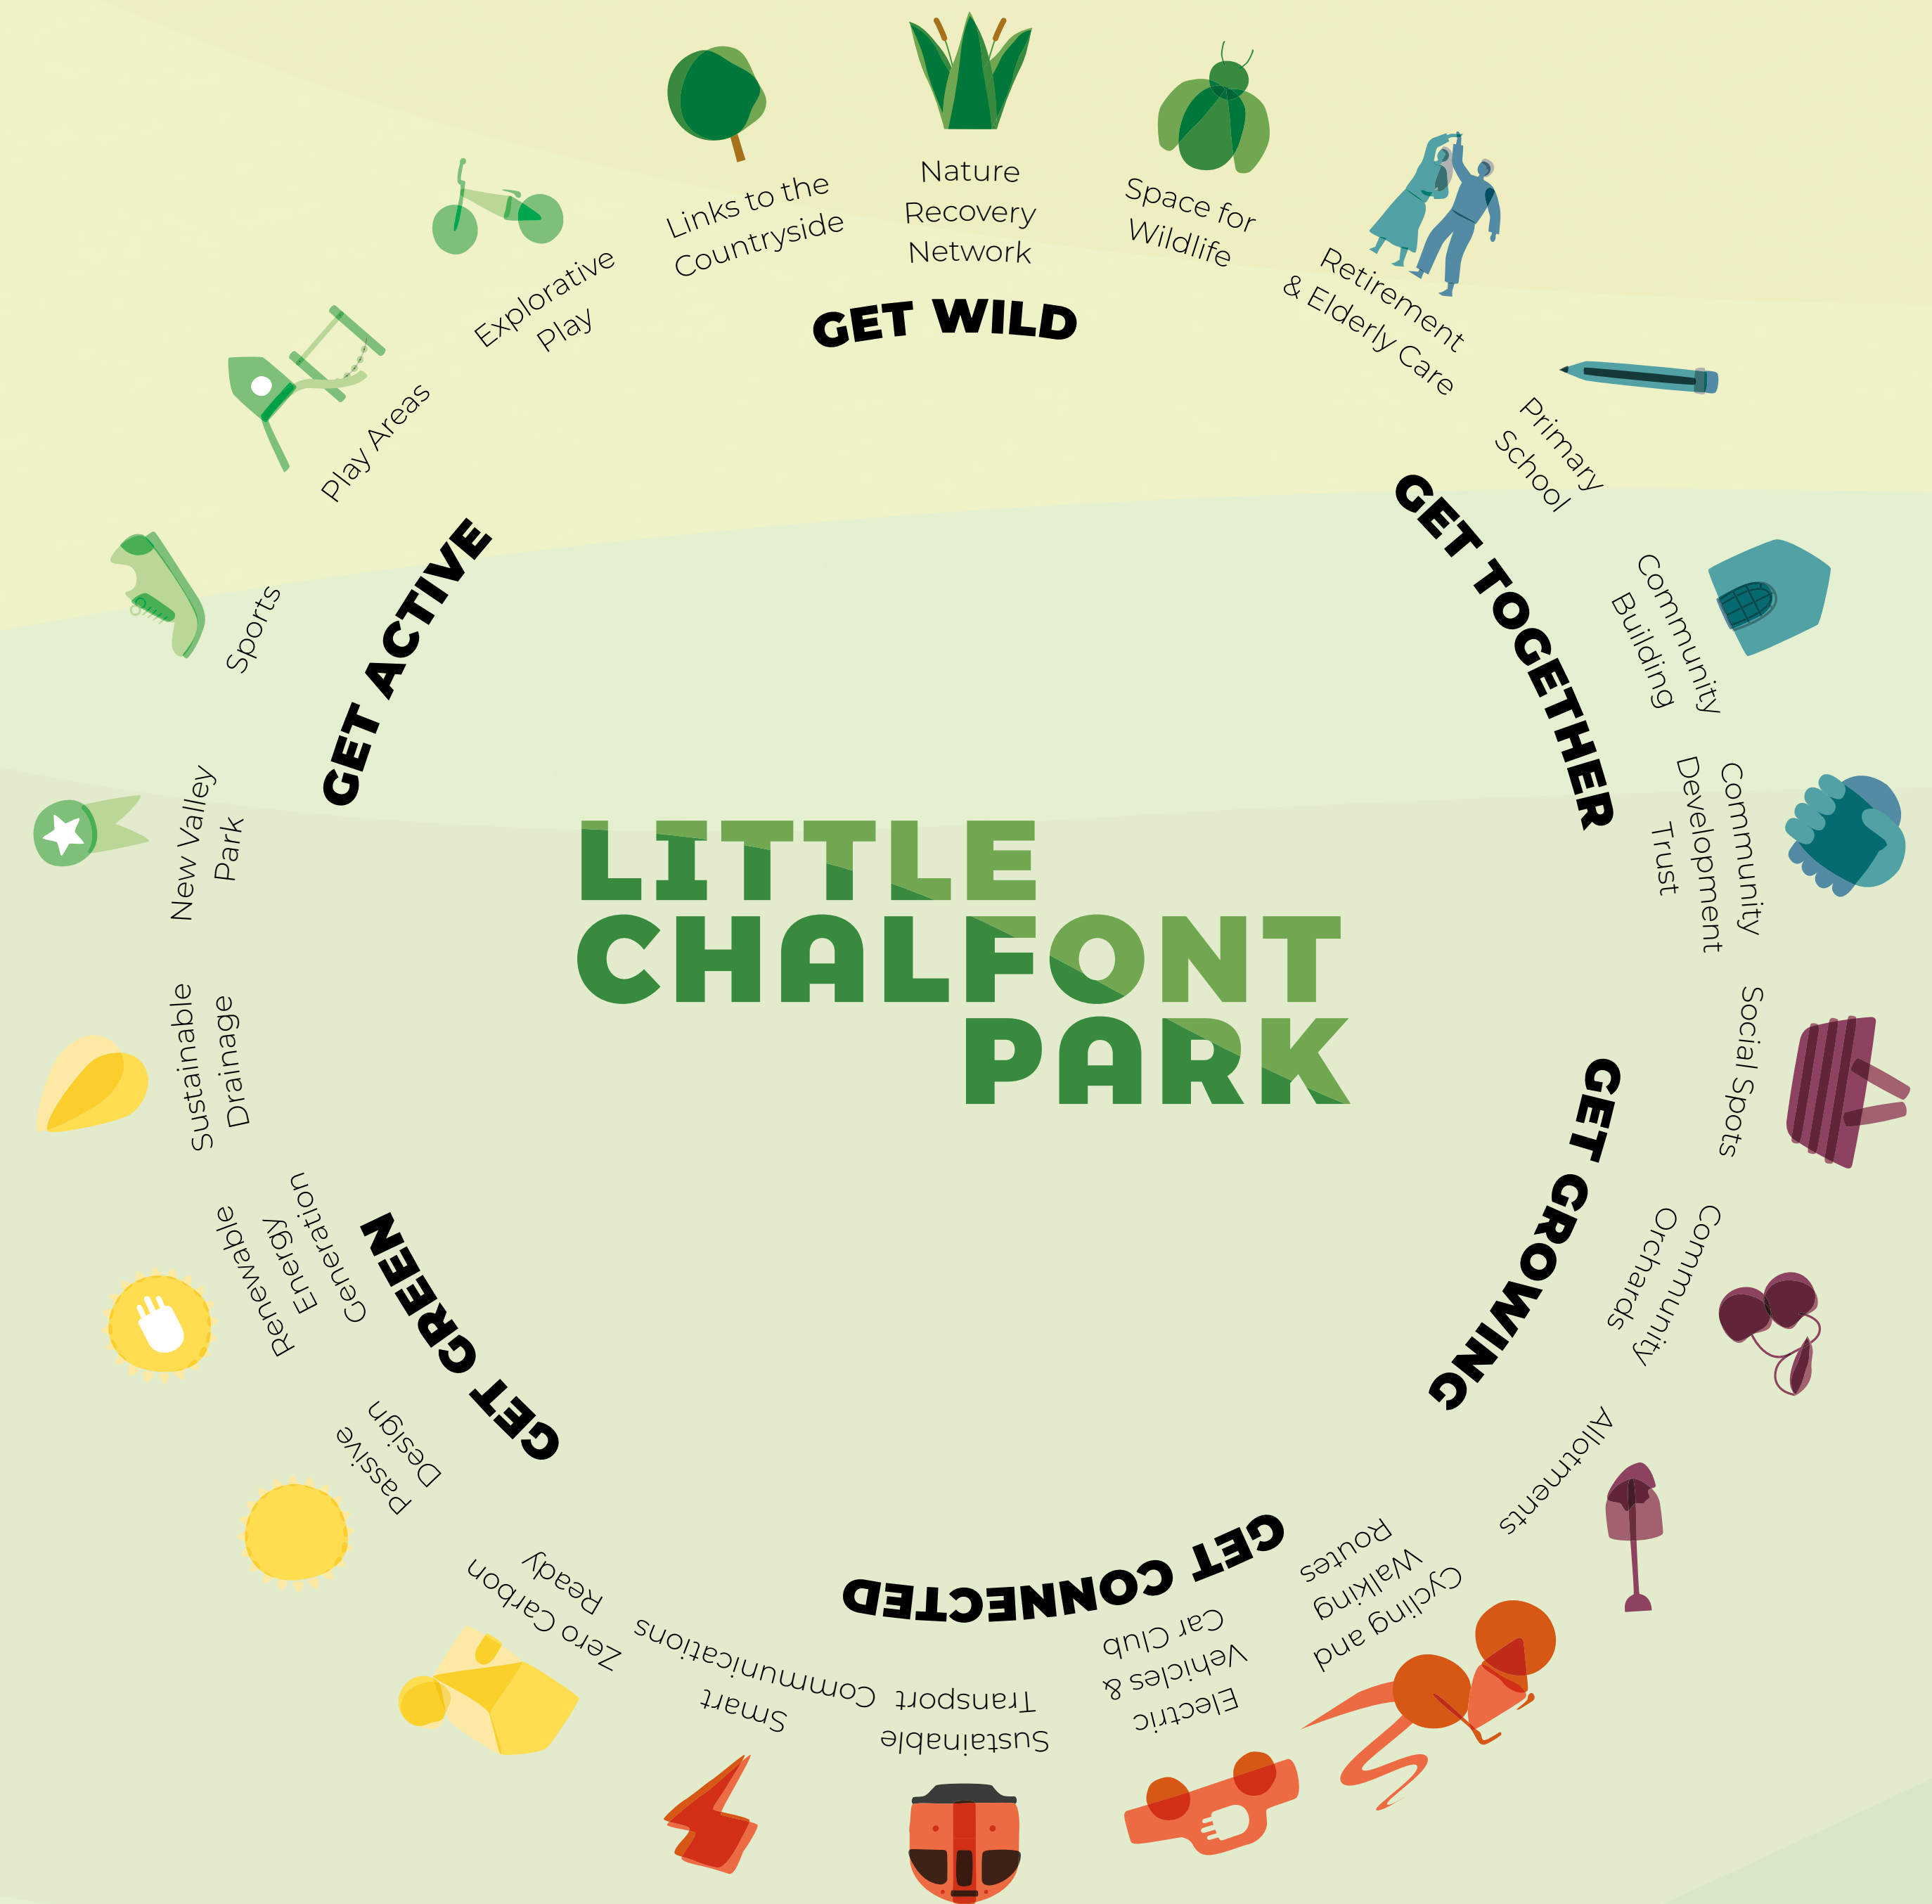 Nature
Recovery
Network
Space for
Wildlife
Retirement
& Elderly Care
Primary
School
Community
Building
Community
Development
Trust
Social Spots
Community
Orchards
Allotments
Cycling and
Walking
Routes
Electric
Vehicles &
Car Club
Sustainable
Transport
Smart
Communications
Zero Carbon
Ready
Passive
Design
Renewable
Energy
Generation
Sustainable
Drainage
New Valley
Park
Sports
Play Areas
Explorative
Play
Links to the
Countryside
GET WILD
GET TOGETHER
GET GROWING
GET CONNECTED
GET GREEN
GET ACTIVE
LITTLE
CHALFONT
PARK